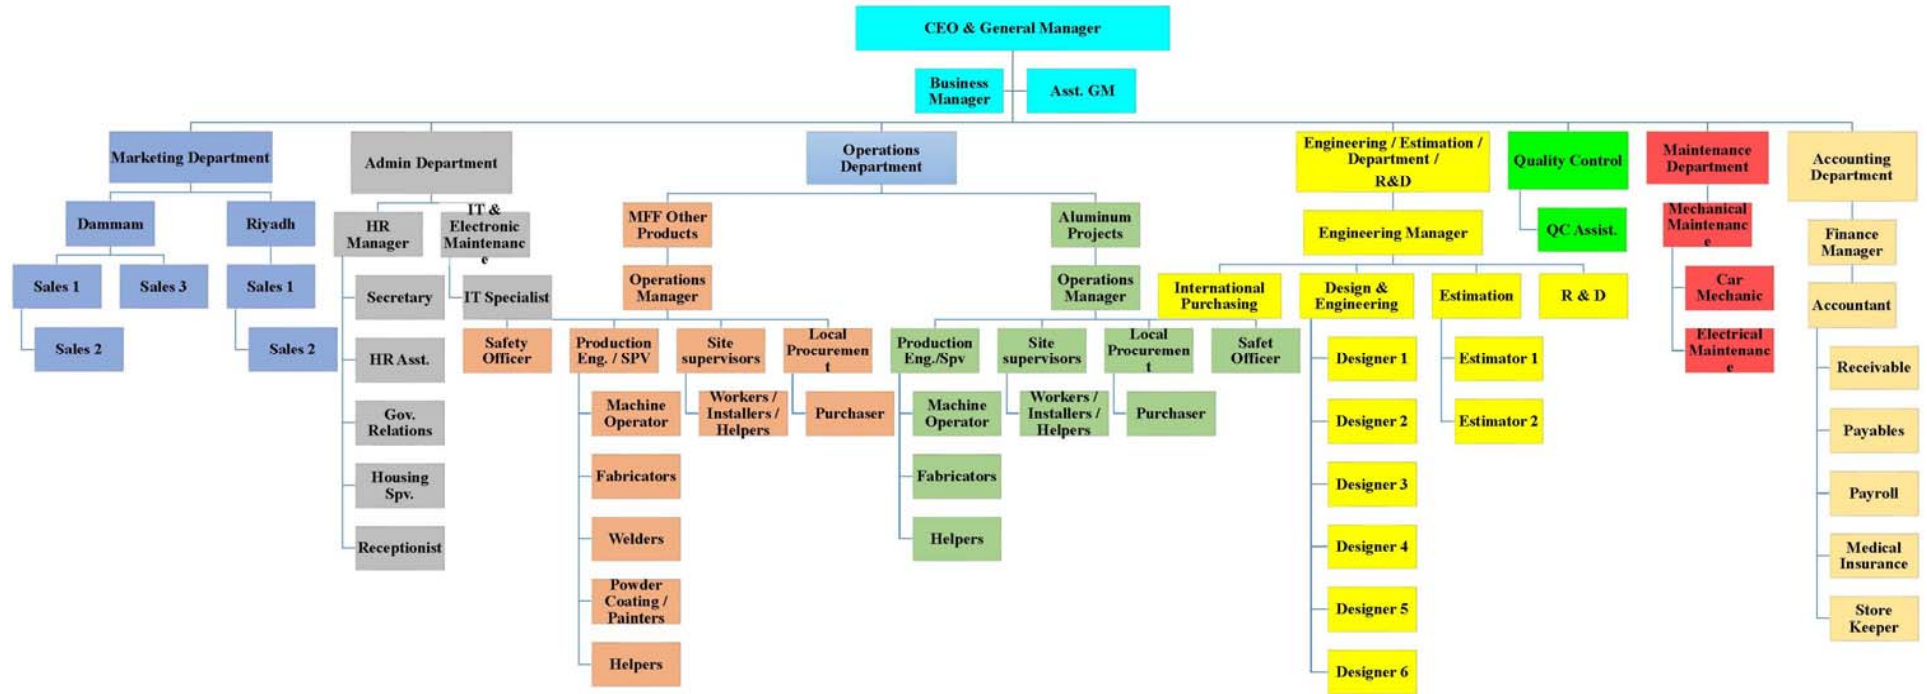 CEO & General Manager
Business
Manager
Asst. GM
Marketing Department
Admin Department
Operations
Department
Engineering / Estimation /
Department /
R&D
Quality Control
Maintenance
Department
Accounting
Department
Dammam
Riyadh
HR
Manager
IT &
Electronic
Maintenanc
e
MFF Other
Products
Aluminum
Projects
Engineering Manager
QC Assist.
Mechanical
Maintenanc
e
Finance
Manager
Sales 1
Sales 3
Sales 1
Secretary
IT Specialist
Operations
Manager
Operations
Manager
International
Purchasing
Design &
Engineering
Estimation
R & D
Car
Mechanic
Accountant
Sales 2
Sales 2
HR Asst.
Safety
Officer
Production
Eng. / SPV
Site
supervisors
Local
Procuremen
t
Production
Eng./Spv
Site
supervisors
Local
Procuremen
t
Safet
Officer
Designer 1
Estimator 1
Electrical
Maintenanc
e
Receivable
Gov.
Relations
Machine
Operator
Workers /
Installers /
Helpers
Purchaser
Machine
Operator
Workers /
Installers /
Helpers
Purchaser
Designer 2
Estimator 2
Payables
Housing
Spv.
Fabricators
Fabricators
Designer 3
Payroll
Receptionist
Welders
Helpers
Designer 4
Medical
Insurance
Powder
Coating /
Painters
Designer 5
Store
Keeper
Helpers
Designer 6